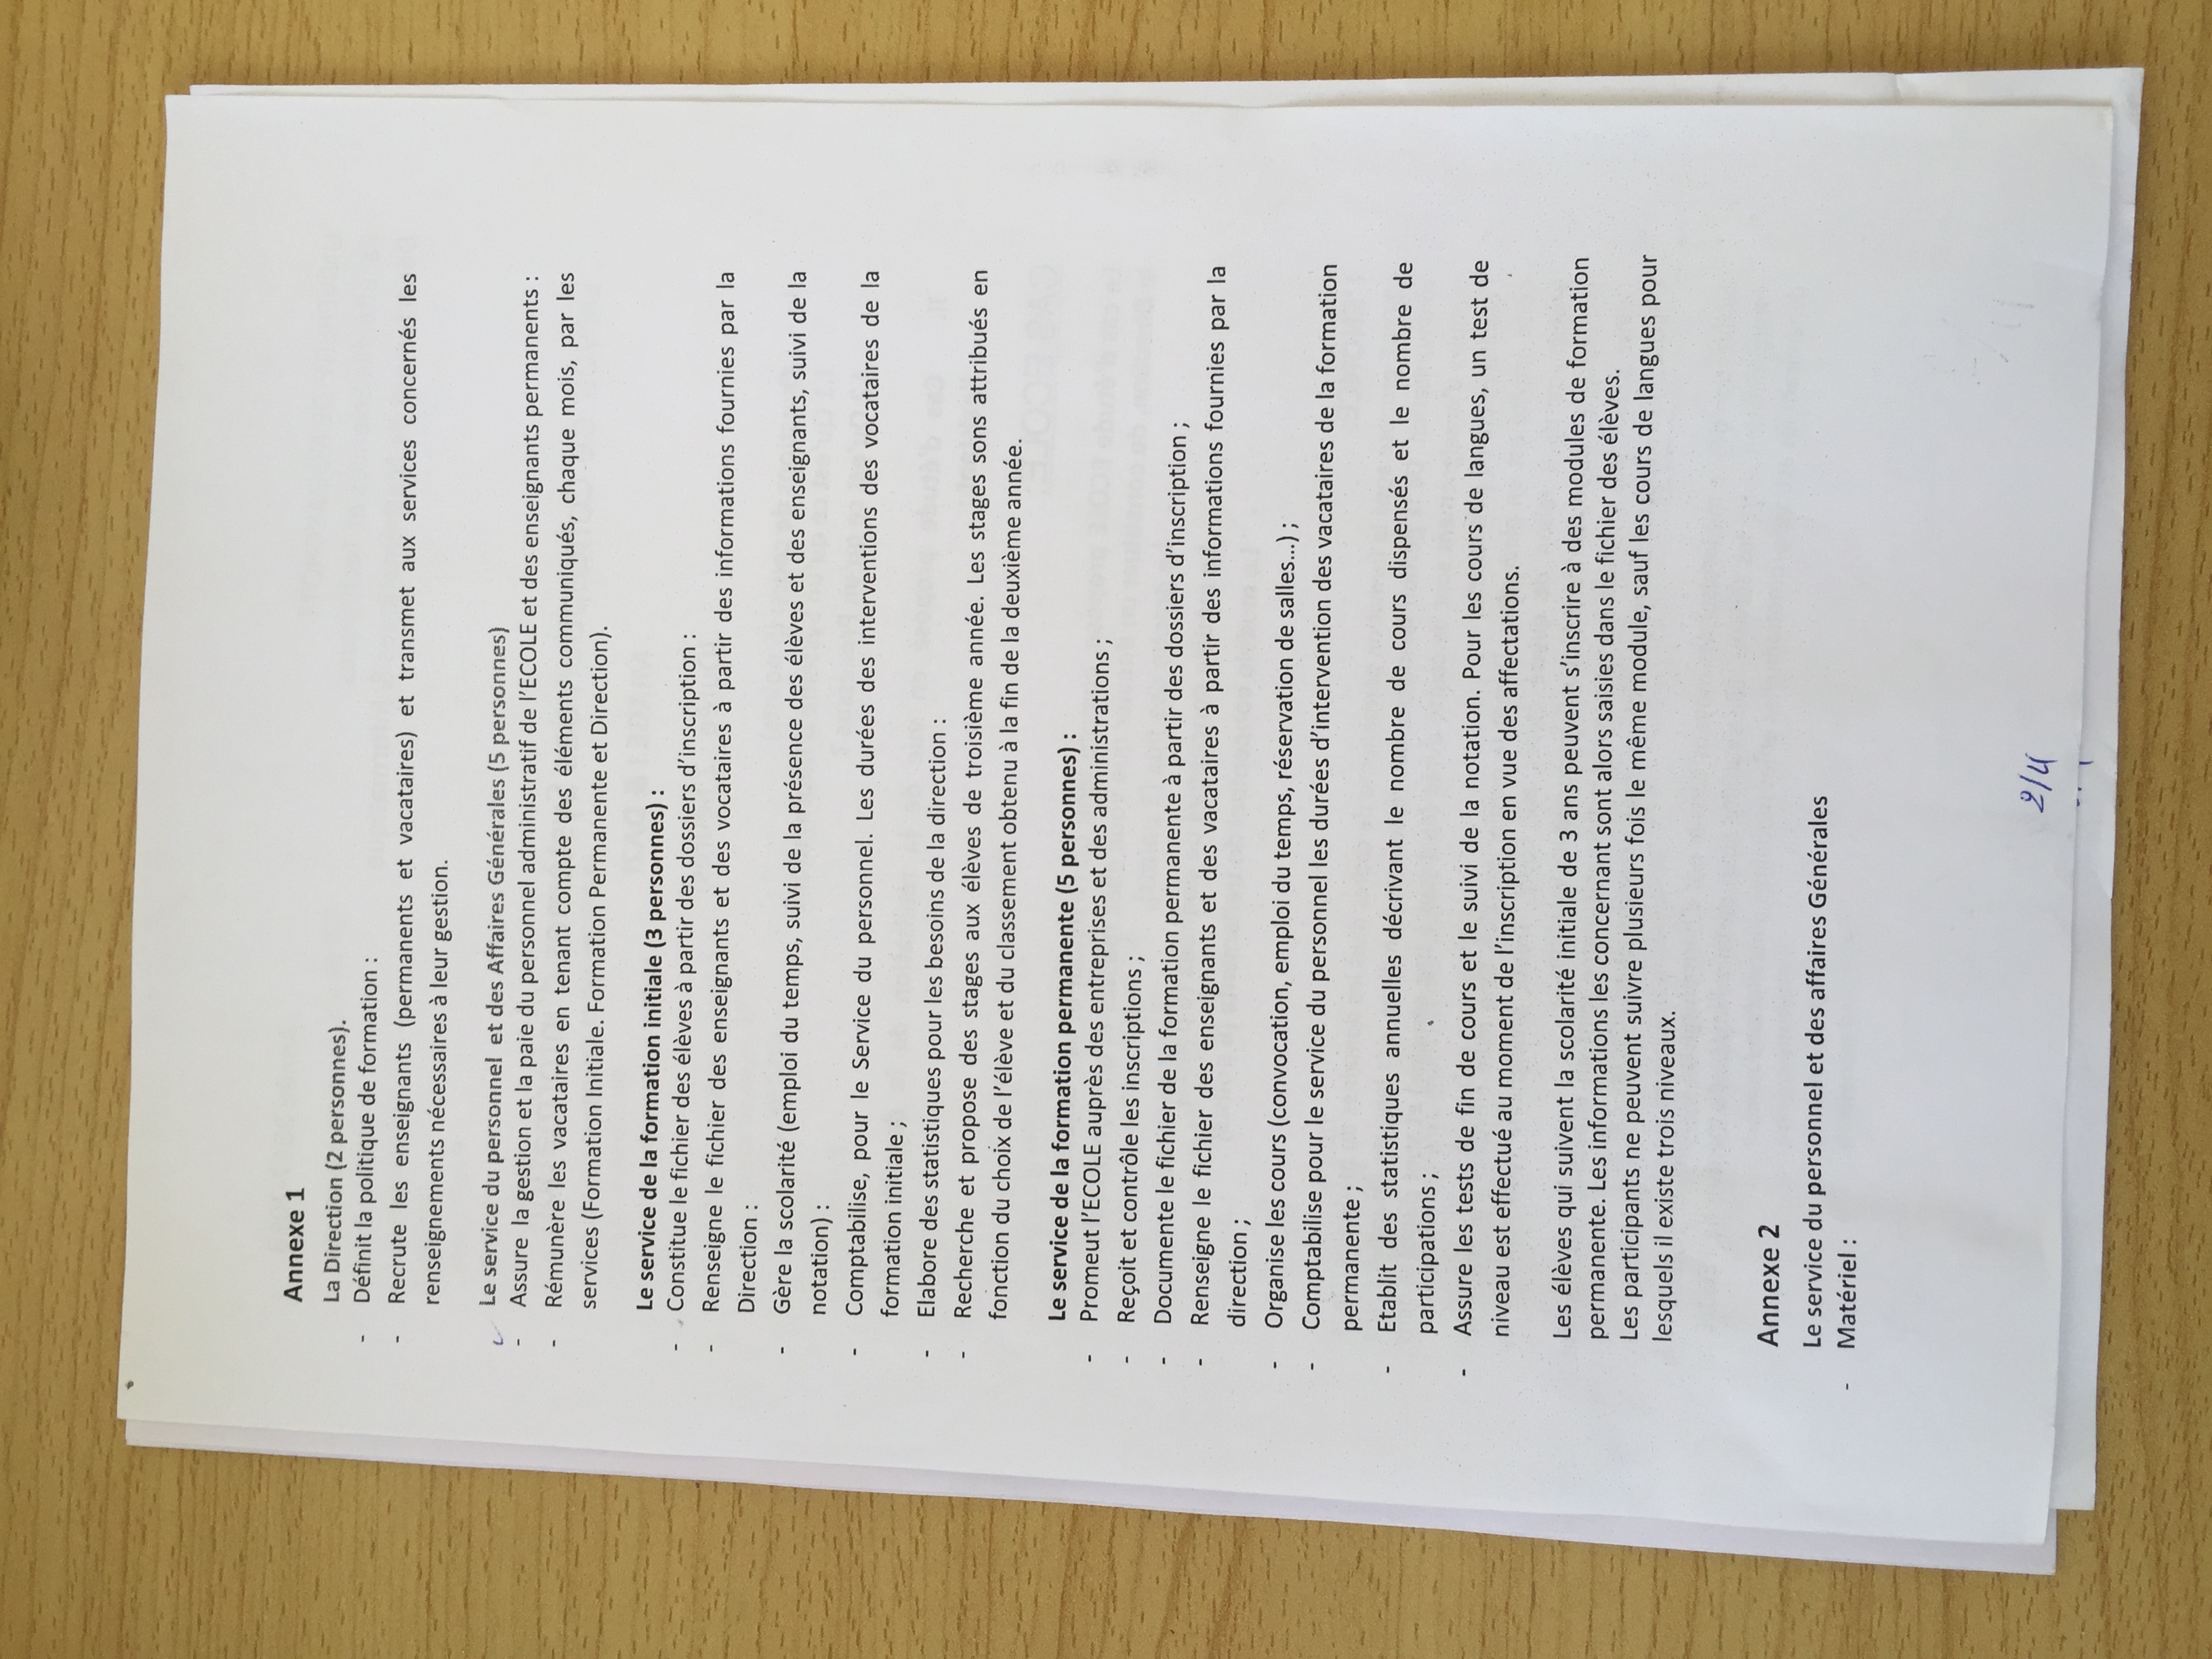 Annexe 1
La Direction (2 personnes).
- Définit la politique de formation :
- Recrute les enseignants (permanents et vacataires) et transmet aux services concernés les
renseignements nécessaires à leur gestion.
Le service du personnel et des Affaires Générales (5 personnes)
- Assure la gestion et la paie du personnel administratif de l'ECOLE et des enseignants permanents :
- Rémunère les vacataires en tenant compte des éléments communiqués, chaque mois, par les
services (Formation Initiale. Formation Permanente et Direction).
Le service de la formation initiale (3 personnes) :
- Constitue le fichier des élèves à partir des dossiers d'inscription :
- Renseigne le fichier des enseignants et des vocataires à partir des informations fournies par la
Direction :
- Gère la scolarité (emploi du temps, suivi de la présence des élèves et des enseignants, suivi de la
notation) :
- Comptabilise, pour le Service du personnel. Les durées des interventions des vocataires de la
formation initiale ;
- Elabore des statistiques pour les besoins de la direction :
- Recherche et propose des stages aux élèves de troisième année. Les stages sons attribués en
fonction du choix de l'élève et du classement obtenu à la fin de la deuxième année.
Le service de la formation permanente (5 personnes) :
- Promeut l'ECOLE auprès des entreprises et des administrations ;
- Reçoit et contrôle les inscriptions ;
- Documente le fichier de la formation permanente à partir des dossiers d'inscription ;
- Renseigne le fichier des enseignants et des vacataires à partir des informations fournies par la
direction ;
- Organise les cours (convocation, emploi du temps, réservation de salles...) ;
- Comptabilise pour le service du personnel les durées d'intervention des vacataires de la formation
permanente ;
- Etablit des statistiques annuelles décrivant le nombre de cours dispensés et le nombre de
participations ;
- Assure les tests de fin de cours et le suivi de la notation. Pour les cours de langues, un test de
niveau est effectué au moment de l'inscription en vue des affectations.
Les élèves qui suivent la scolarité initiale de 3 ans peuvent s'inscrire à des modules de formation
permanente. Les informations les concernant sont alors saisies dans le fichier des élèves.
Les participants ne peuvent suivre plusieurs fois le même module, sauf les cours de langues pour
lesquels il existe trois niveaux.
Annexe 2
Le service du personnel et des affaires Générales
- Matériel :
2/4